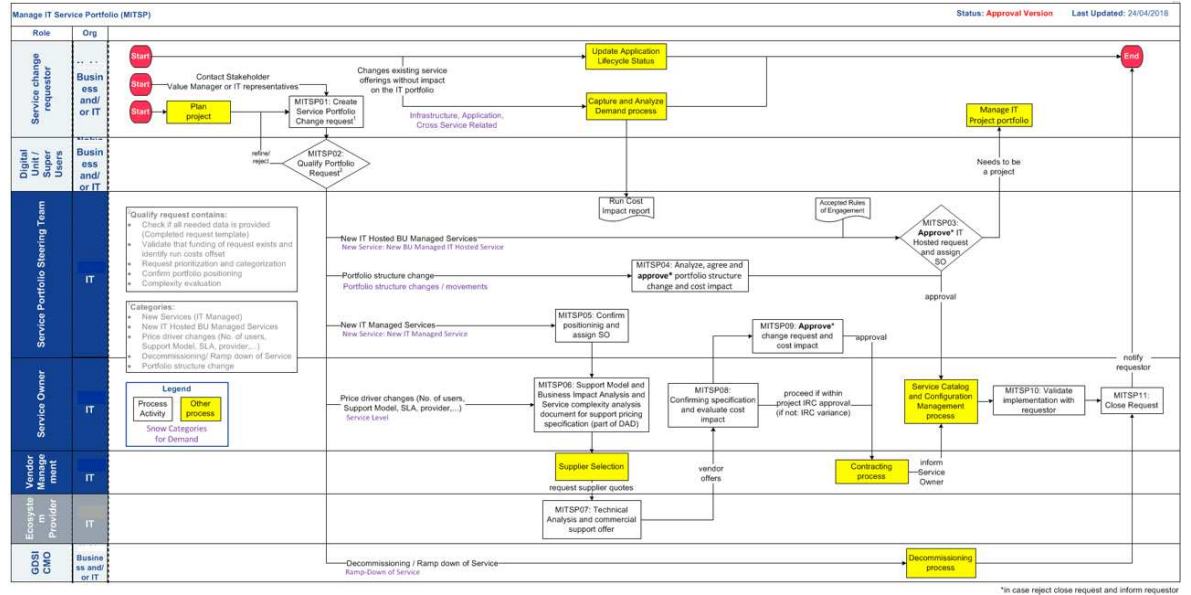 Manage IT Service Portfolio (MITSP)
Status: Approval Version
Last Updated: 24/04/2018
Role
Org
Service change
requestor
Busin
ess
and/
or IT
Start
Start
Start
Contact Stakeholder
Value Manager or IT representatives
Plan
project
MITSP01: Create
Service Portfolio
Change request1
Changes existing service
offerings without impact
on the IT portfolio
Infrastructure, Application,
Cross Service Related
Update Application
Lifecycle Status
Capture and Analyze
Demand process
Manage IT
Project portfolio
End
Digital
Unit /
Super
Users
Busin
ess
and/
or IT
refine/
reject
MITSP02:
Qualify Portfolio
Request2
Needs to be
a project
Service Portfolio Steering Team
IT
Qualify request contains:
Check if all needed data is provided
(Completed request template)
Validate that funding of request exists and
identify run costs offset
Request prioritization and categorization
Confirm portfolio positioning
Complexity evaluation
Categories:
New Services (IT Managed)
New IT Hosted BU Managed Services
Price driver changes (No. of users,
Support Model, SLA, provider,...)
Decommissioning/ Ramp down of Service
Portfolio structure change
Run Cost
Impact report
Accepted Rules
of Engagement
New IT Hosted BU Managed Services
New Service: New BU Managed IT Hosted Service
MITSP03:
Approve* IT
Hosted request
and assign
SO
Portfolio structure change
Portfolio structure changes / movements
MITSP04: Analyze, agree and
approve* portfolio structure
change and cost impact
approval
New IT Managed Services
New Service: New IT Managed Service
MITSP05: Confirm
positioning and
assign SO
MITSP09: Approve*
change request and
cost impact
approval
notify
requestor
Service Owner
IT
Legend
Process
Activity
Other
process
Snow Categories
for Demand
Price driver changes (No. of users,
Support Model, SLA, provider,...)
Service Level
MITSP06: Support Model and
Business Impact Analysis and
Service complexity analysis
document for support pricing
specification (part of DAD)
MITSP08:
Confirming specification
and evaluate cost
impact
proceed if within
project IRC approval
(if not: IRC variance)
Service Catalog
and Configuration
Management
process
MITSP10: Validate
implementation with
requestor
MITSP11:
Close Request
Vendor
Manage
ment
IT
Supplier Selection
request supplier quotes
vendor
offers
Contracting
process
inform
Service
Owner
Ecosyste
m
Provider
IT
MITSP07: Technical
Analysis and commercial
support offer
GDSI
CMO
Busine
ss and/
or IT
Decommissioning / Ramp down of Service
Ramp-Down of Service
Decommissioning
process
*in case reject close request and inform requestor